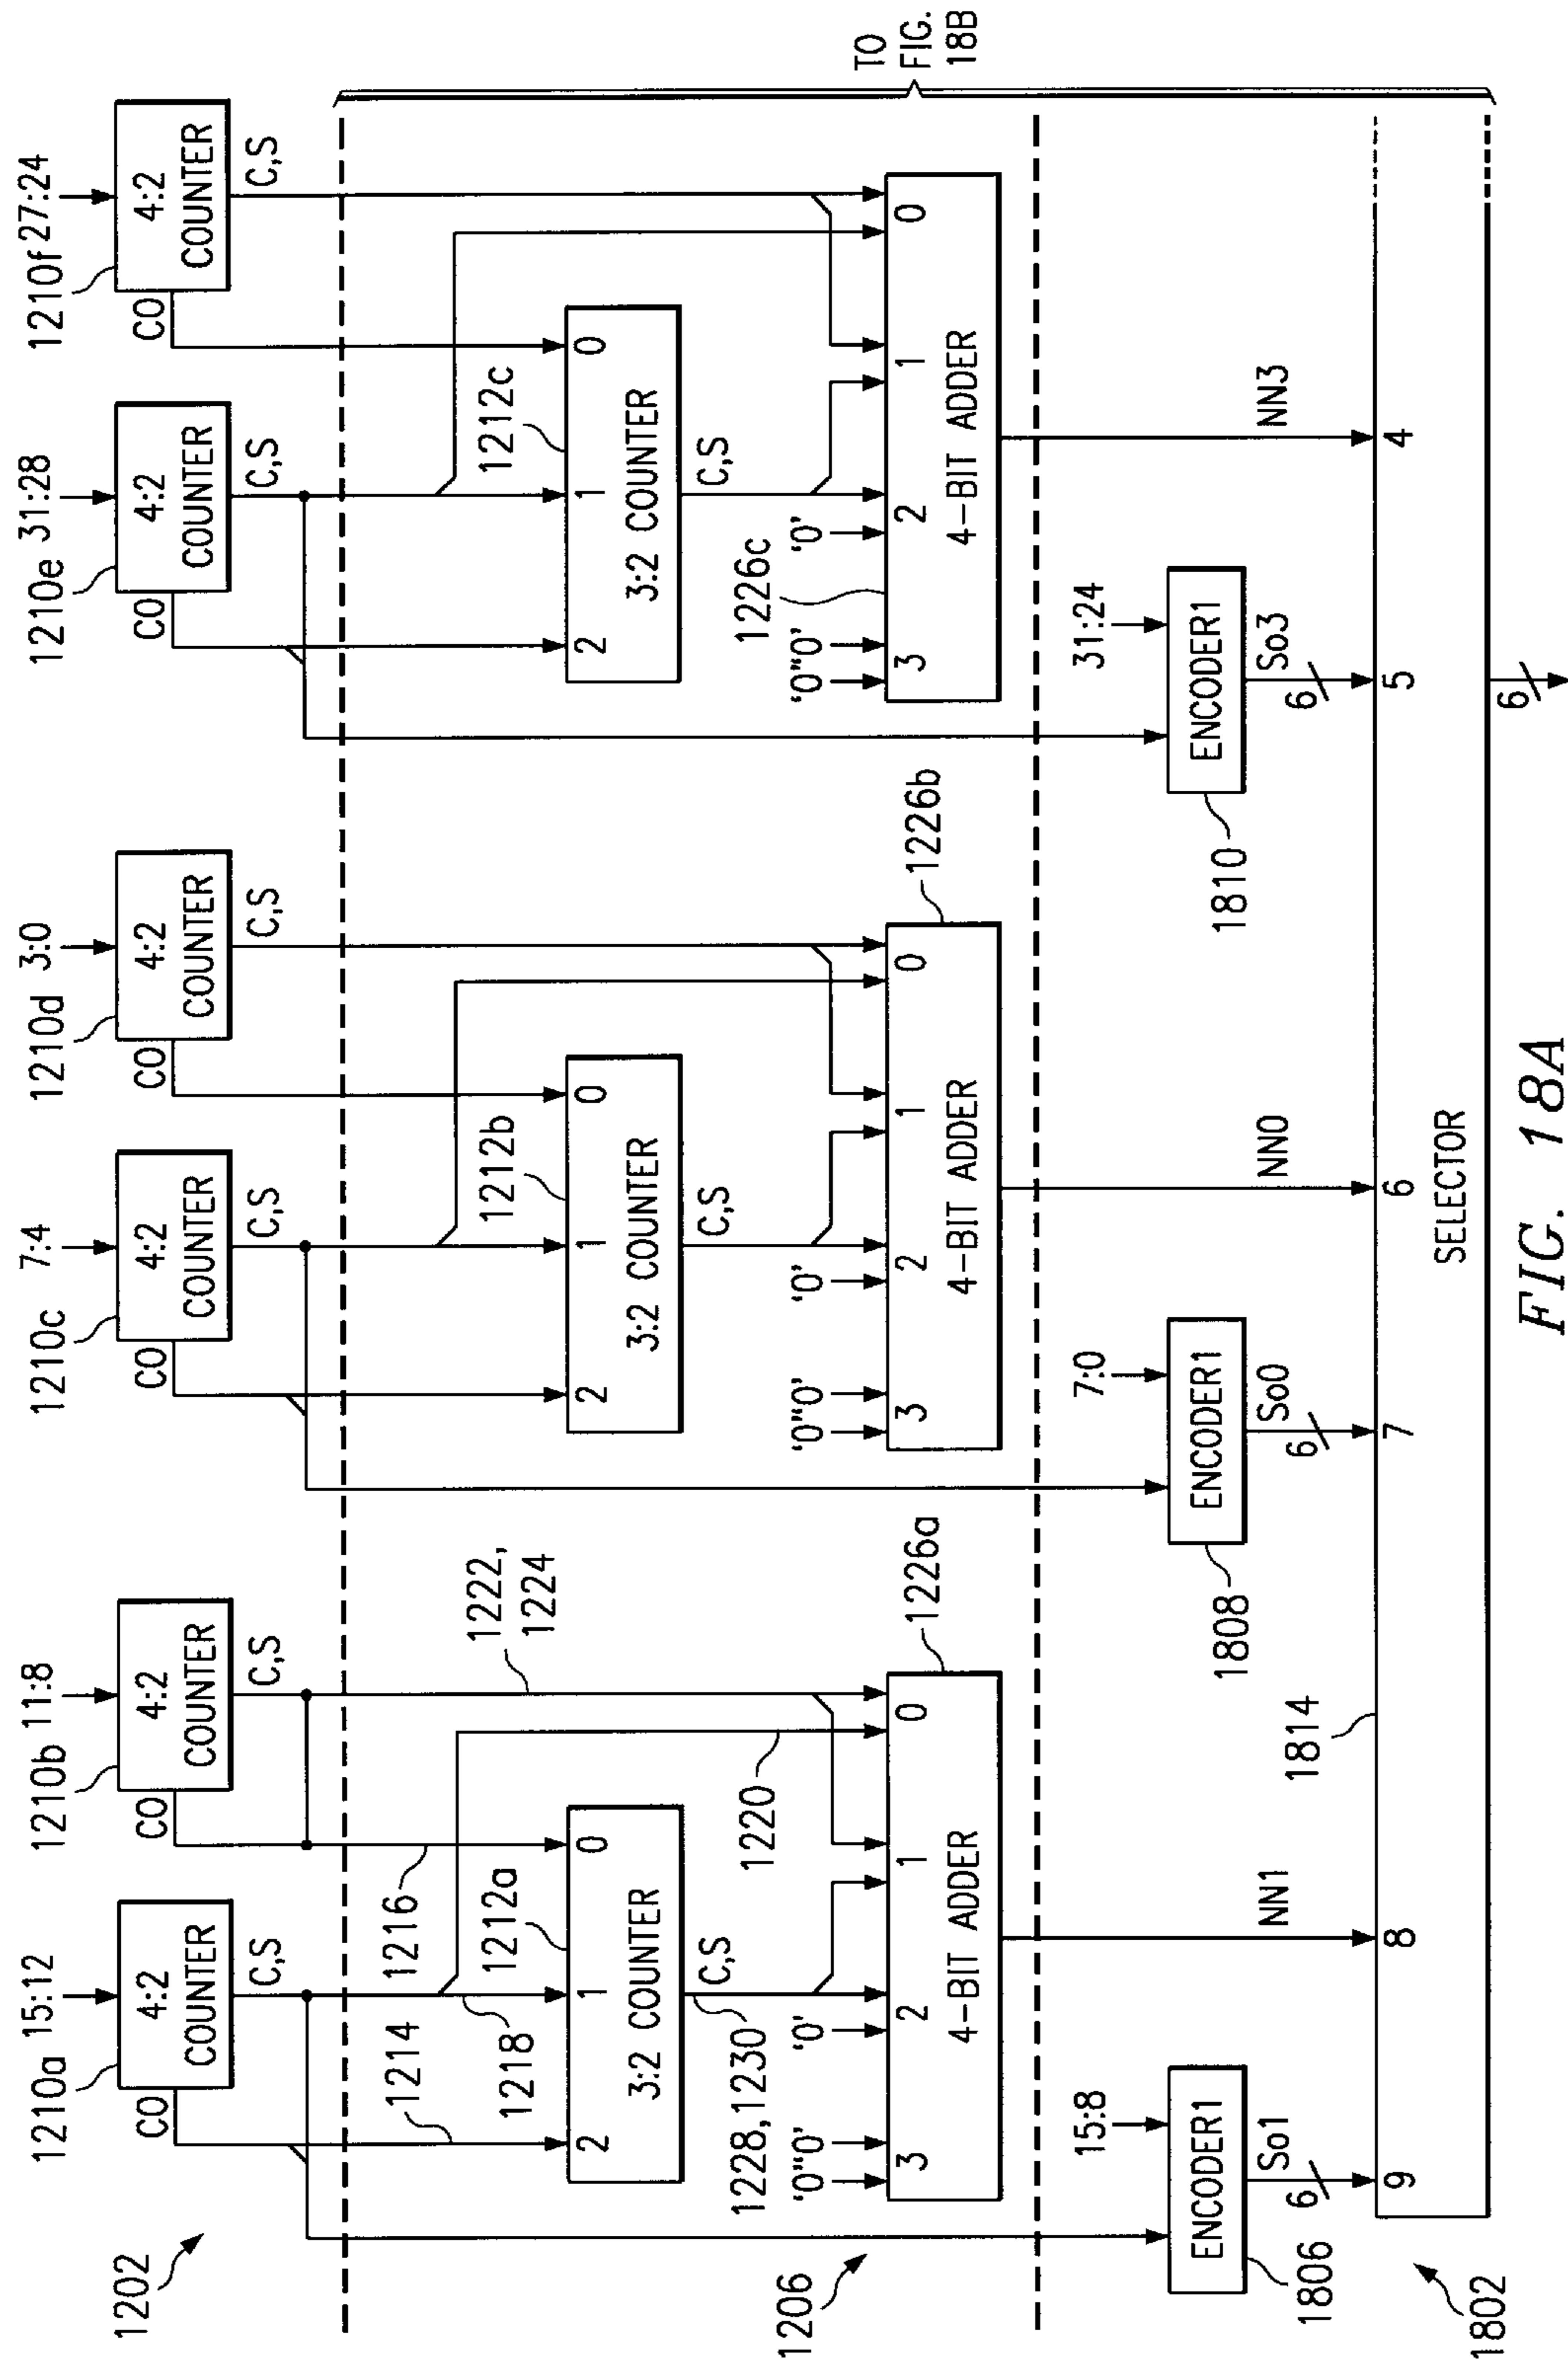 1202
1210a 15:12
1210b 11:8
1210c 7:4
1210d 3:0
1210e 31:28
1210f 27:24
4:2
COUNTER
4:2
COUNTER
4:2
COUNTER
4:2
COUNTER
4:2
COUNTER
4:2
COUNTER
CO
CO
CO
CO
CO
CO
C,S
C,S
C,S
C,S
C,S
C,S
TO
FIG.
18B
1214
1216
1218
1212a
1222,
1224
1212b
1212c
2 1 0
3:2 COUNTER
2 1 0
3:2 COUNTER
2 1 0
3:2 COUNTER
1228,1230
C,S
1220
C,S
C,S
1206
'0''0'
'0'
1226a
'0''0'
'0'
1226b
'0''0'
'0'
1226c
3 2 1 0
4-BIT ADDER
3 2 1 0
4-BIT ADDER
3 2 1 0
4-BIT ADDER
15:8
7:0
31:24
1806
ENCODER1
1808
ENCODER1
1810
ENCODER1
6
So1
NN1
6
So0
NN0
6
So3
NN3
1814
9 8 7 6 5 4
SELECTOR
1802
6
FIG. 18A